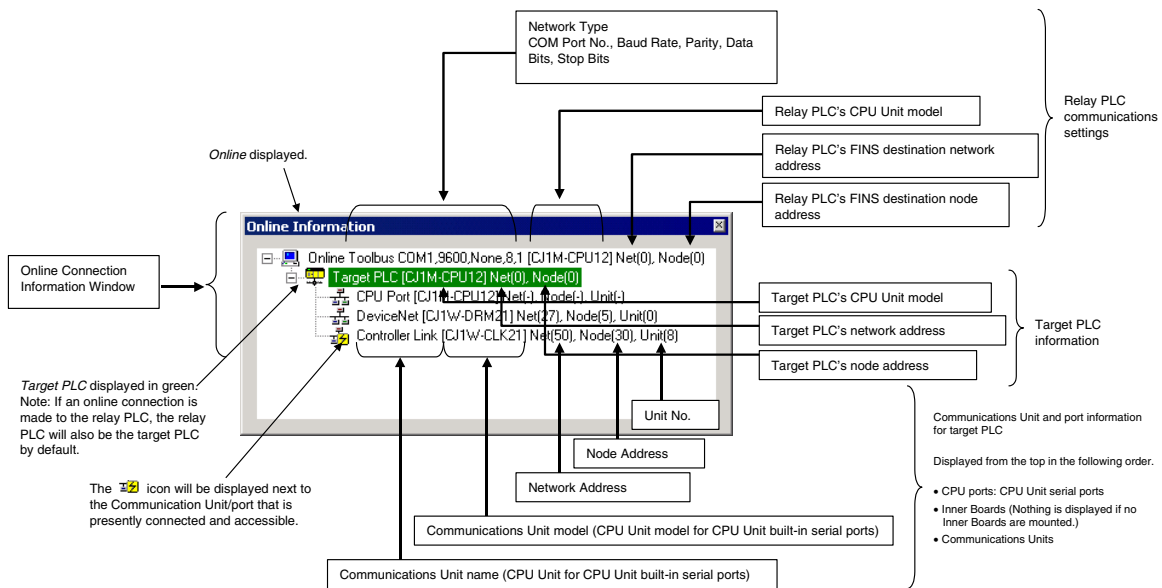 Network Type
COM Port No., Baud Rate, Parity, Data
Bits, Stop Bits
Relay PLC's CPU Unit model
Relay PLC's FINS destination network
address
Relay PLC's FINS destination node
address
Relay PLC
communications
settings
Online displayed.
Online Connection
Information Window
Online Information
Online Toolbus COM1,9600,None,8,1 [CJ1M-CPU12] Net(0), Node(0)
Target PLC [CJ1M-CPU12] Net(0), Node(0)
CPU Port [CJ1M-CPU12] Net(-), Node(-), Unit(-)
DeviceNet [CJ1W-DRM21] Net(27), Node(5), Unit(0)
Controller Link [CJ1W-CLK21] Net(50), Node(30), Unit(8)
Target PLC's CPU Unit model
Target PLC's network address
Target PLC's node address
Target PLC
information
Target PLC displayed in green.
Note: If an online connection is
made to the relay PLC, the relay
PLC will also be the target PLC
by default.
The icon will be displayed next to
the Communication Unit/port that is
presently connected and accessible.
Unit No.
Node Address
Network Address
Communications Unit model (CPU Unit model for CPU Unit built-in serial ports)
Communications Unit name (CPU Unit for CPU Unit built-in serial ports)
Communications Unit and port information
for target PLC
Displayed from the top in the following order.
• CPU ports: CPU Unit serial ports
• Inner Boards (Nothing is displayed if no
Inner Boards are mounted.)
• Communications Units